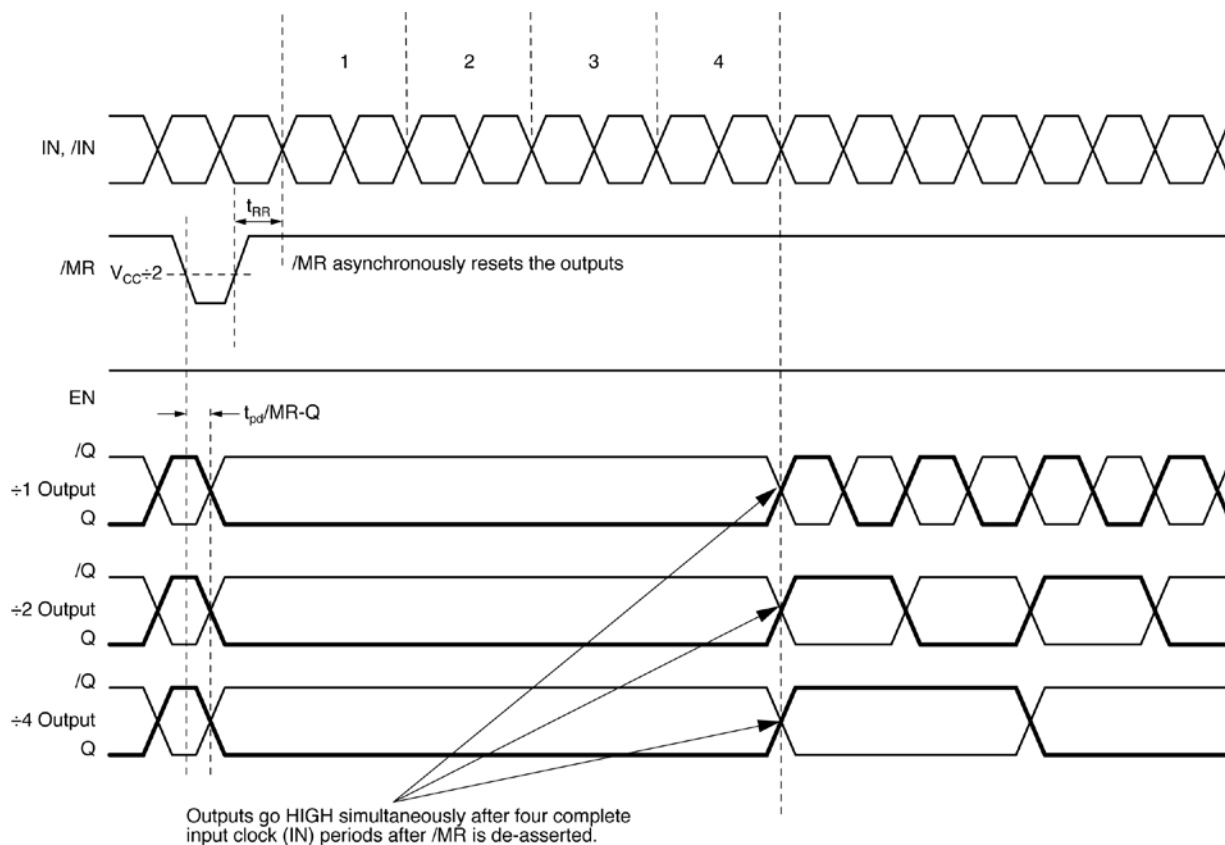 1 2 3 4
IN, /IN
tRR
/MR
VCC÷2
/MR asynchronously resets the outputs
EN
tpd/MR-Q
/Q
÷1 Output
Q
/Q
÷2 Output
Q
/Q
÷4 Output
Q
Outputs go HIGH simultaneously after four complete
input clock (IN) periods after /MR is de-asserted.